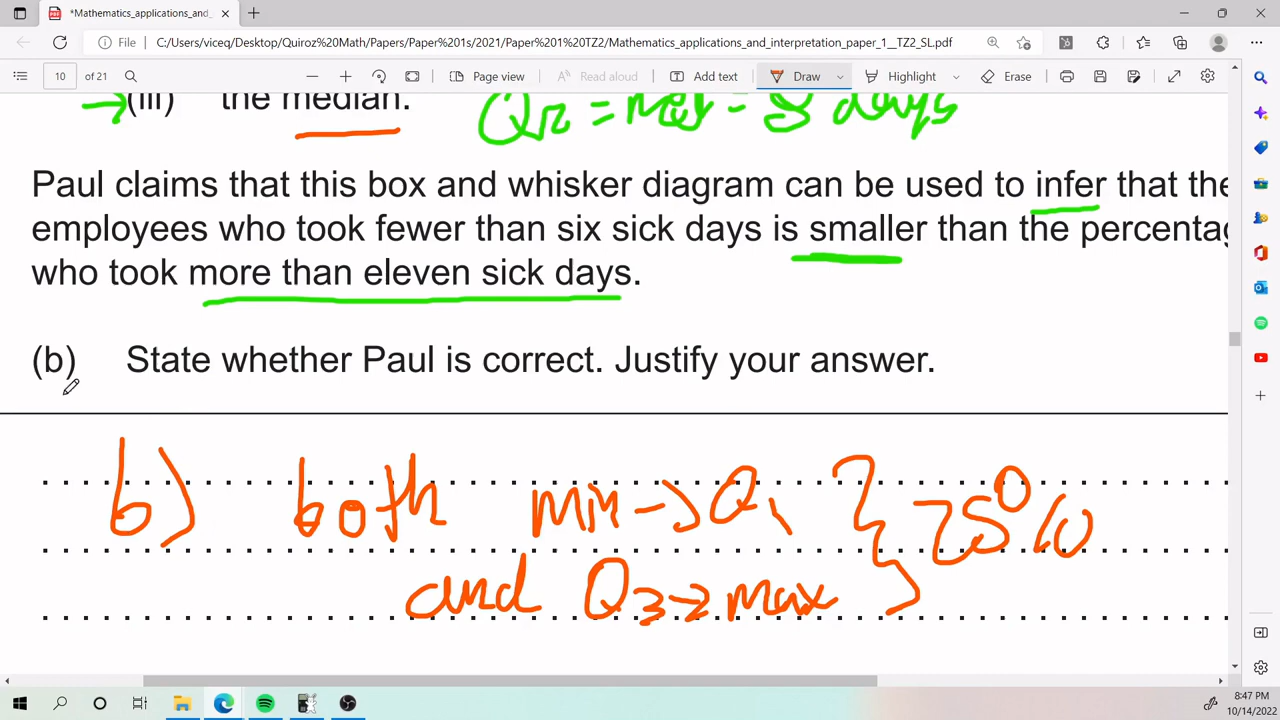 *Mathematics_applications_and_
File
C:/Users/viceq/Desktop/Quiroz%20Math/Papers/Paper%201s/2021/Paper%201%20TZ2/Mathematics_applications_and_interpretation_paper_1__TZ2_SL.pdf
10 of 21
Page view
Read aloud
Add text
Draw
Highlight
Erase
(iii) the median.
= 8 days
Paul claims that this box and whisker diagram can be used to infer that the
employees who took fewer than six sick days is smaller than the percentag
who took more than eleven sick days.
(b) State whether Paul is correct. Justify your answer.
b) both min → Q1 } 25%
and Q3 → max
8:47 PM
10/14/2022